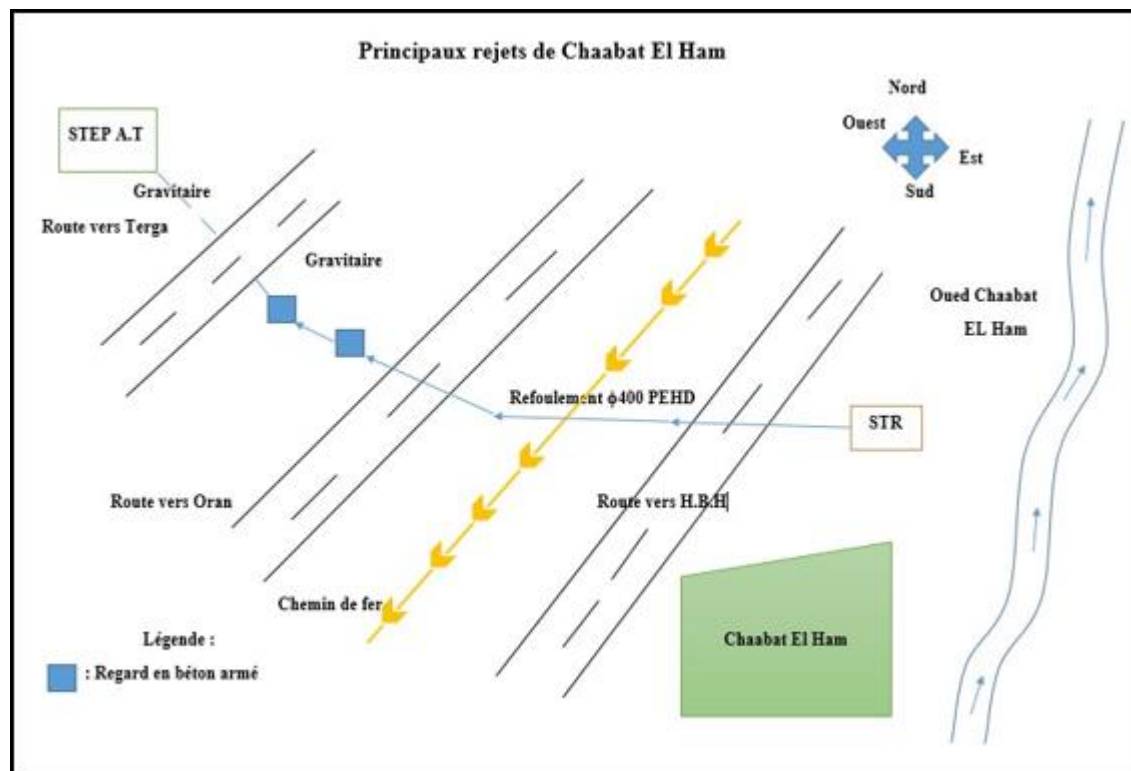 Principaux rejets de Chaabat El Ham
Nord
Ouest
Est
Sud
STEP A.T
Gravitaire
Route vers Terga
Gravitaire
Oued Chaabat
EL Ham
Refoulement ϕ400 PEHD
STR
Route vers Oran
Route vers H.B.H
Chemin de fer
Chaabat El Ham
Légende :
: Regard en béton armé